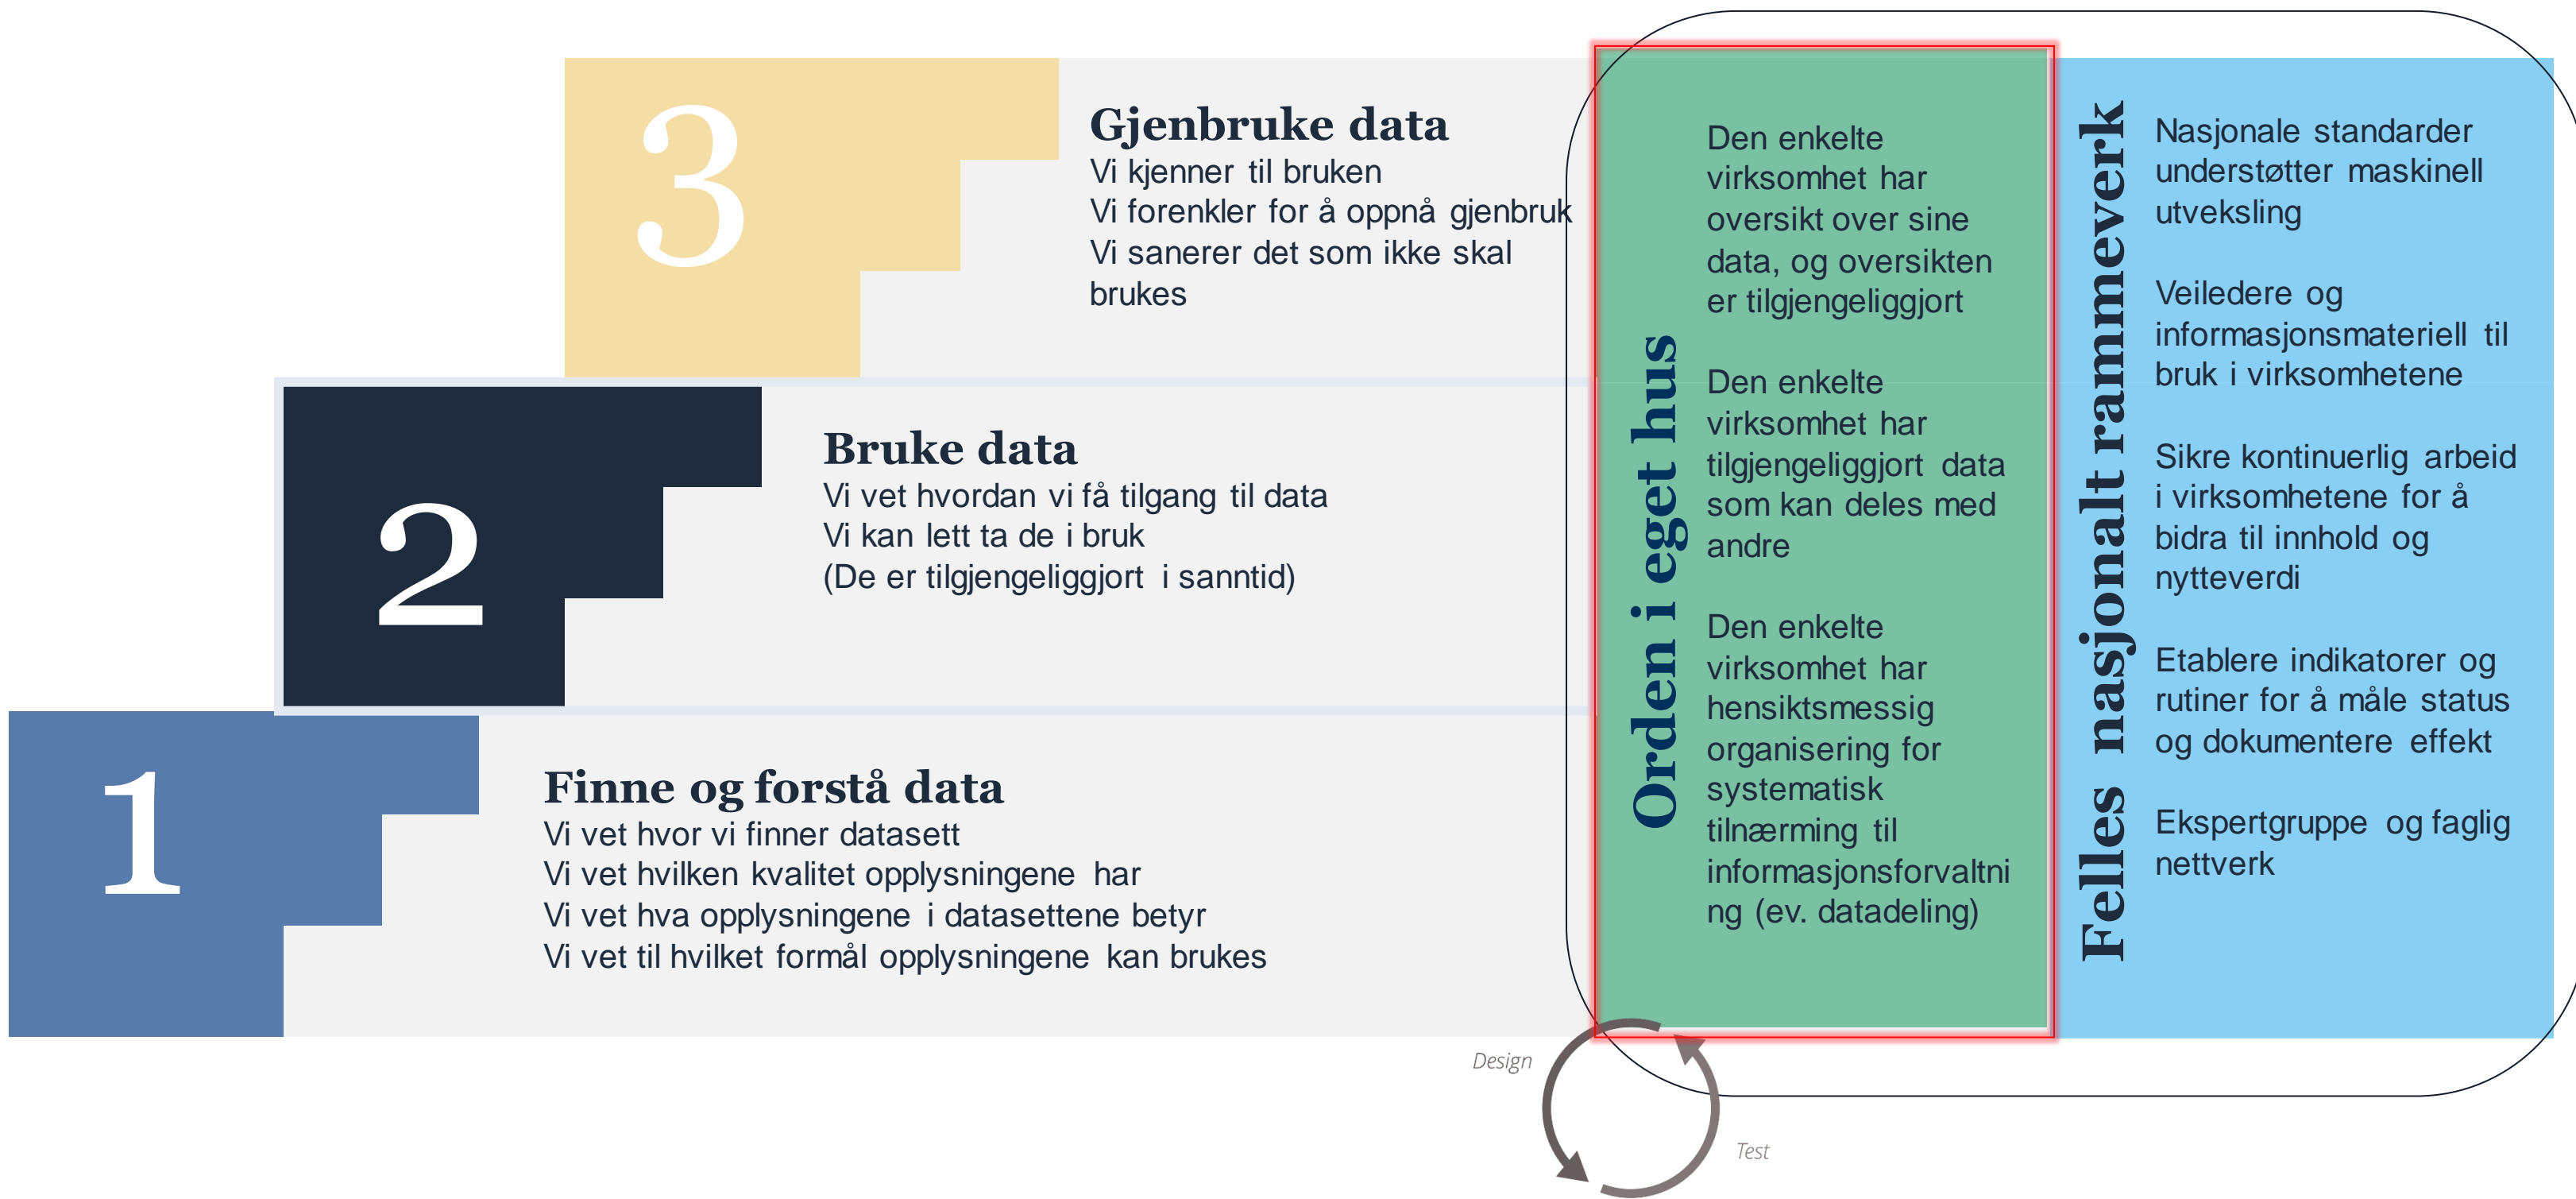 3
Gjenbruke data
Vi kjenner til bruken
Vi forenkler for å oppnå gjenbruk
Vi sanerer det som ikke skal
brukes
2
Bruke data
Vi vet hvordan vi få tilgang til data
Vi kan lett ta de i bruk
(De er tilgjengeliggjort i sanntid)
1
Finne og forstå data
Vi vet hvor vi finner datasett
Vi vet hvilken kvalitet opplysningene har
Vi vet hva opplysningene i datasettene betyr
Vi vet til hvilket formål opplysningene kan brukes
Orden i eget hus
Den enkelte
virksomhet har
oversikt over sine
data, og oversikten
er tilgjengeliggjort
Den enkelte
virksomhet har
tilgjengeliggjort data
som kan deles med
andre
Den enkelte
virksomhet har
hensiktsmessig
organisering for
systematisk
tilnærming til
informasjonsforvaltni
ng (ev. datadeling)
Felles nasjonalt rammeverk
Nasjonale standarder
understøtter maskinell
utveksling
Veiledere og
informasjonsmateriell til
bruk i virksomhetene
Sikre kontinuerlig arbeid
i virksomhetene for å
bidra til innhold og
nytteverdi
Etablere indikatorer og
rutiner for å måle status
og dokumentere effekt
Ekspertgruppe og faglig
nettverk
Design
Test